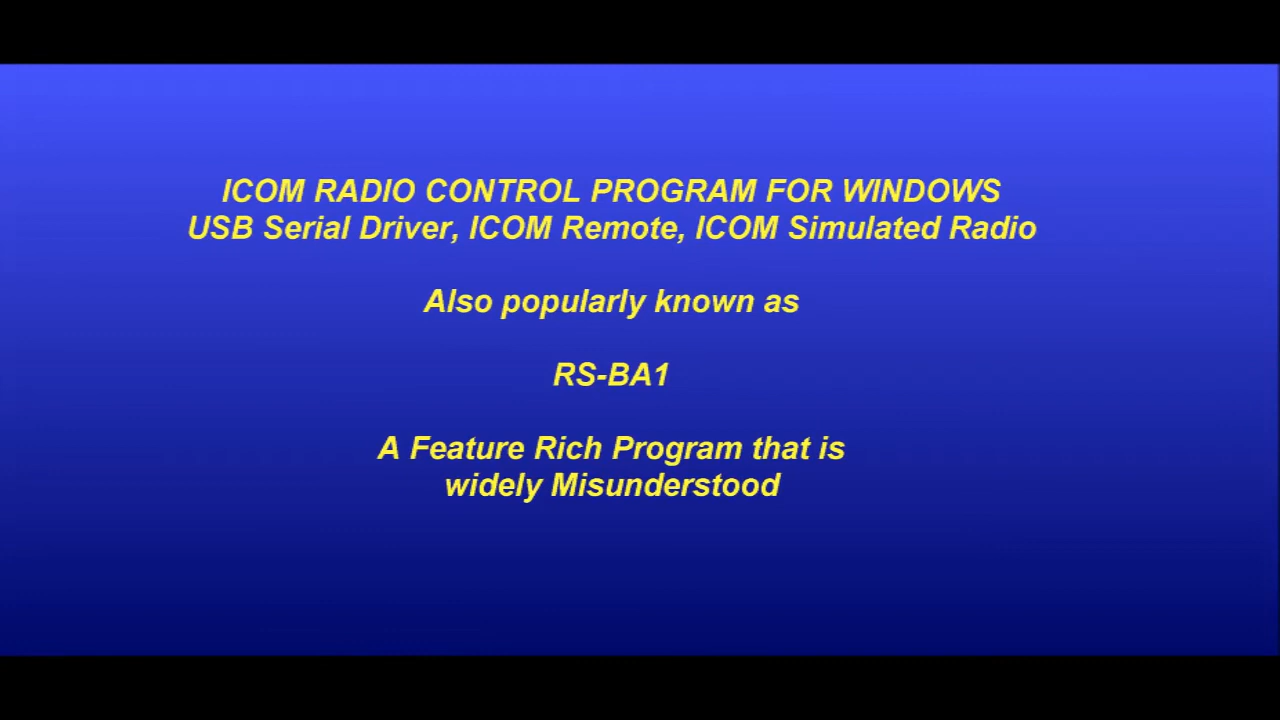 ICOM RADIO CONTROL PROGRAM FOR WINDOWS
USB Serial Driver, ICOM Remote, ICOM Simulated Radio
Also popularly known as
RS-BA1
A Feature Rich Program that is
widely Misunderstood